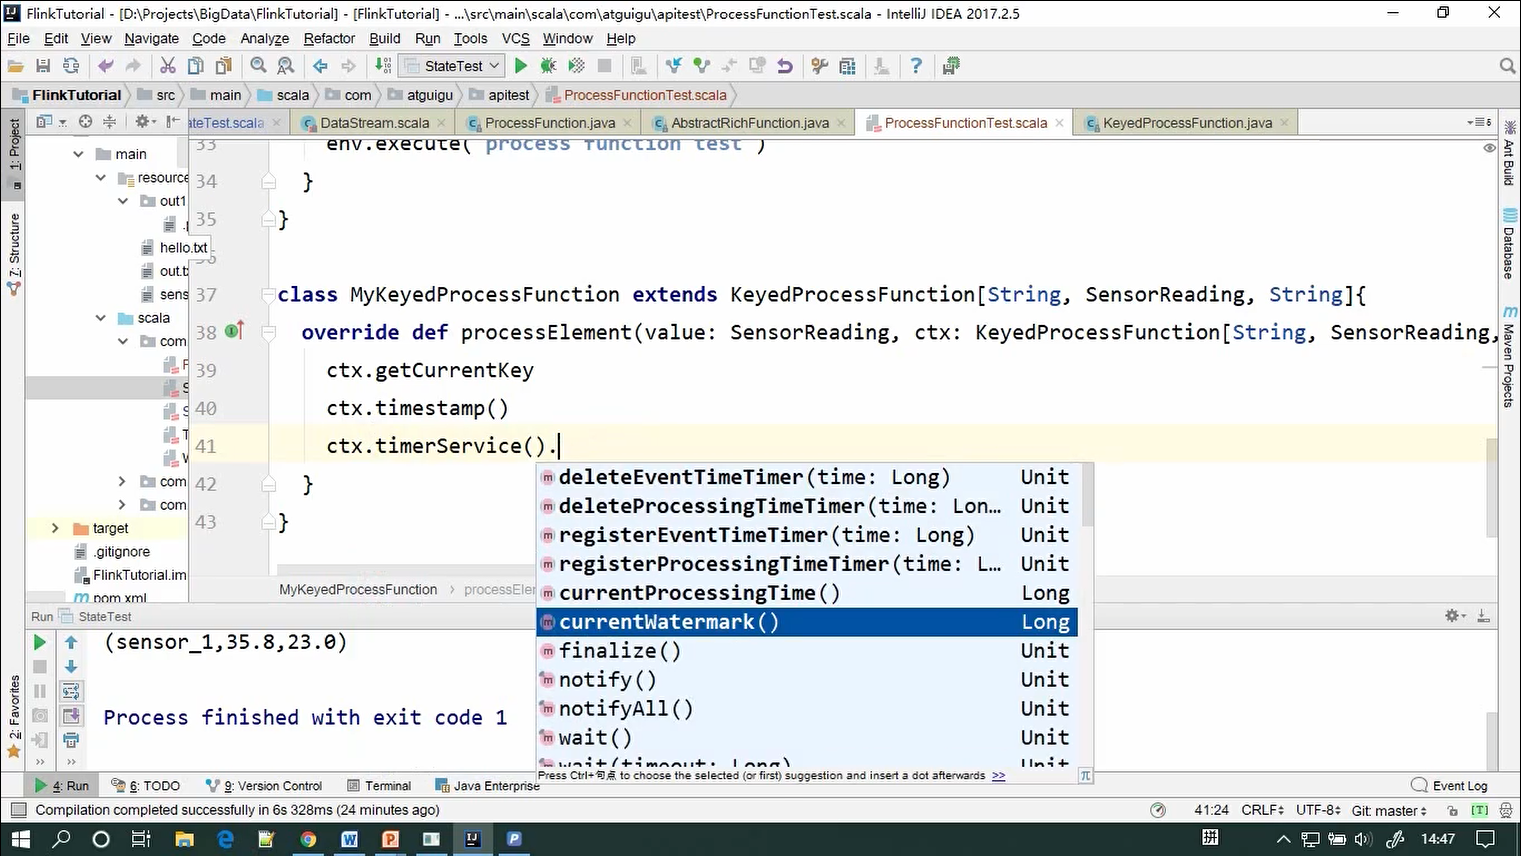 FlinkTutorial - [D:\Projects\BigData\FlinkTutorial] - [FlinkTutorial] - ...\src\main\scala\com\atguigu\apitest\ProcessFunctionTest.scala - IntelliJ IDEA 2017.2.5
File Edit View Navigate Code Analyze Refactor Build Run Tools VCS Window Help
StateTest
FlinkTutorial src main scala com atguigu apitest ProcessFunctionTest.scala
ateTest.scala DataStream.scala ProcessFunction.java AbstractRichFunction.java ProcessFunctionTest.scala KeyedProcessFunction.java
1: Project
7: Structure
2: Favorites
main
resource
out1
hello.txt
out.t
sens
scala
com
com
com
target
.gitignore
FlinkTutorial.im
pom.xml
33 env.execute("process function test")
34 }
35 }
36
37 class MyKeyedProcessFunction extends KeyedProcessFunction[String, SensorReading, String]{
38 override def processElement(value: SensorReading, ctx: KeyedProcessFunction[String, SensorReading,
39 ctx.getCurrentKey
40 ctx.timestamp()
41 ctx.timerService().
42 }
43 }
deleteEventTimeTimer(time: Long) Unit
deleteProcessingTimeTimer(time: Lon... Unit
registerEventTimeTimer(time: Long) Unit
registerProcessingTimeTimer(time: L... Unit
currentProcessingTime() Long
currentWatermark() Long
finalize() Unit
notify() Unit
notifyAll() Unit
wait() Unit
wait(timeout: Long) Unit
Press Ctrl+句点 to choose the selected (or first) suggestion and insert a dot afterwards >> π
MyKeyedProcessFunction processEle
Ant Build
Database
Maven Projects
Run StateTest
(sensor_1,35.8,23.0)
Process finished with exit code 1
4: Run 6: TODO 9: Version Control Terminal Java Enterprise Event Log
Compilation completed successfully in 6s 328ms (24 minutes ago) 41:24 CRLF UTF-8 Git: master [T]
拼 14:47